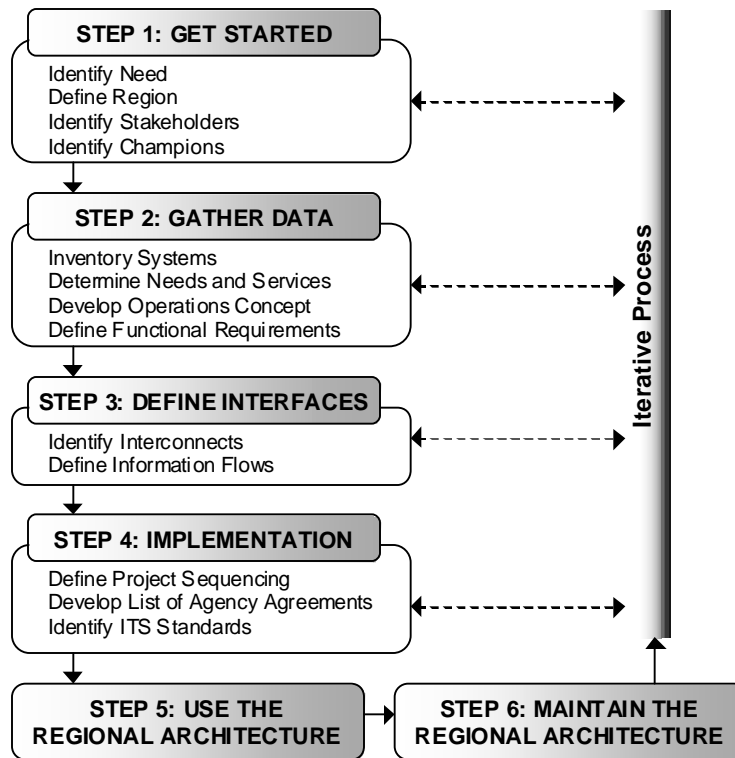 STEP 1: GET STARTED
Identify Need
Define Region
Identify Stakeholders
Identify Champions
STEP 2: GATHER DATA
Inventory Systems
Determine Needs and Services
Develop Operations Concept
Define Functional Requirements
STEP 3: DEFINE INTERFACES
Identify Interconnects
Define Information Flows
STEP 4: IMPLEMENTATION
Define Project Sequencing
Develop List of Agency Agreements
Identify ITS Standards
STEP 5: USE THE
REGIONAL ARCHITECTURE
STEP 6: MAINTAIN THE
REGIONAL ARCHITECTURE
Iterative Process